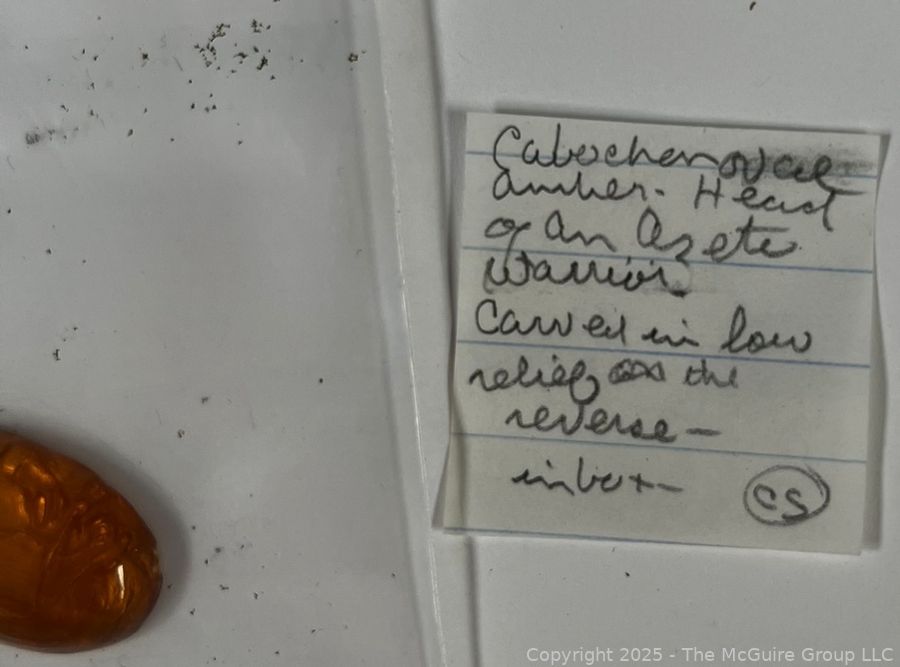 Cabochon oval
amber. Head
of an Aztec
Warrior
Carved in low
relief on the
reverse -
in box -
CS
Copyright 2025 - The McGuire Group LLC